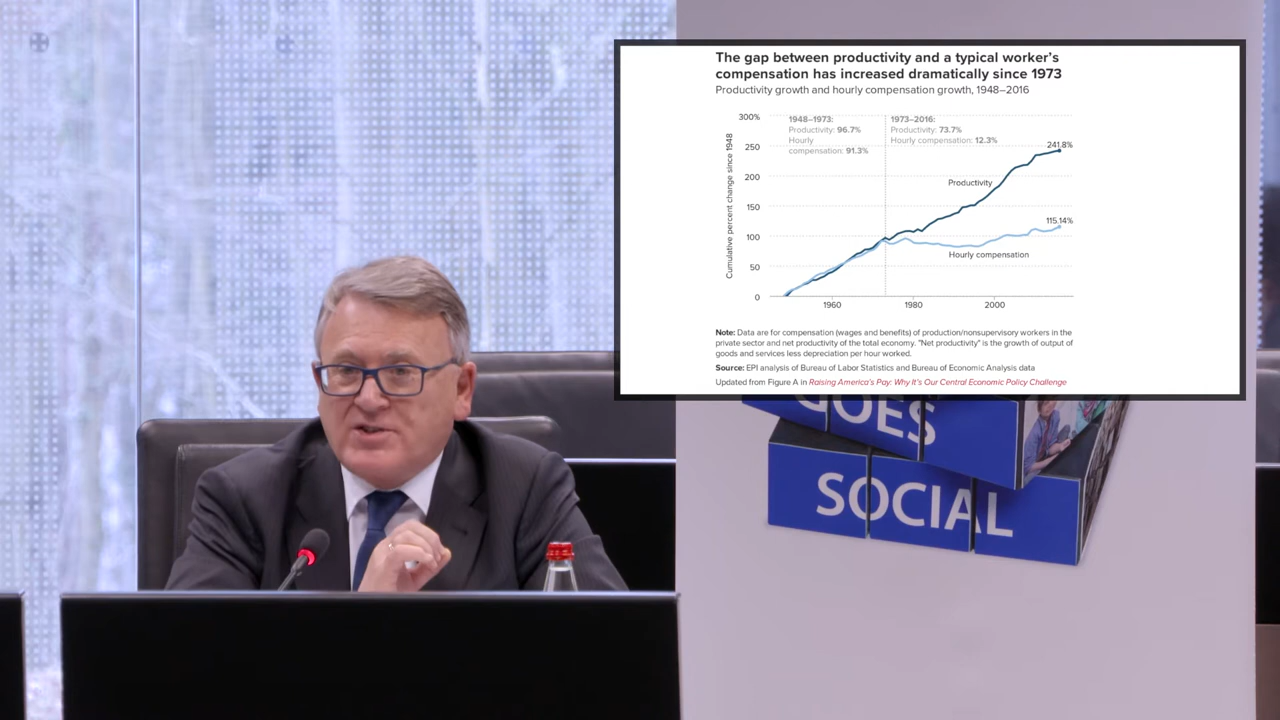 The gap between productivity and a typical worker's
compensation has increased dramatically since 1973
Productivity growth and hourly compensation growth, 1948–2016
Cumulative percent change since 1948
300%
250
200
150
100
50
0
1948–1973:
Productivity: 96.7%
Hourly
compensation: 91.3%
1973–2016:
Productivity: 73.7%
Hourly compensation: 12.3%
241.8%
Productivity
115.14%
Hourly compensation
1960
1980
2000
Note: Data are for compensation (wages and benefits) of production/nonsupervisory workers in the
private sector and net productivity of the total economy. "Net productivity" is the growth of output of
goods and services less depreciation per hour worked.
Source: EPI analysis of Bureau of Labor Statistics and Bureau of Economic Analysis data
Updated from Figure A in Raising America's Pay: Why It's Our Central Economic Policy Challenge
GOES
SOCIAL